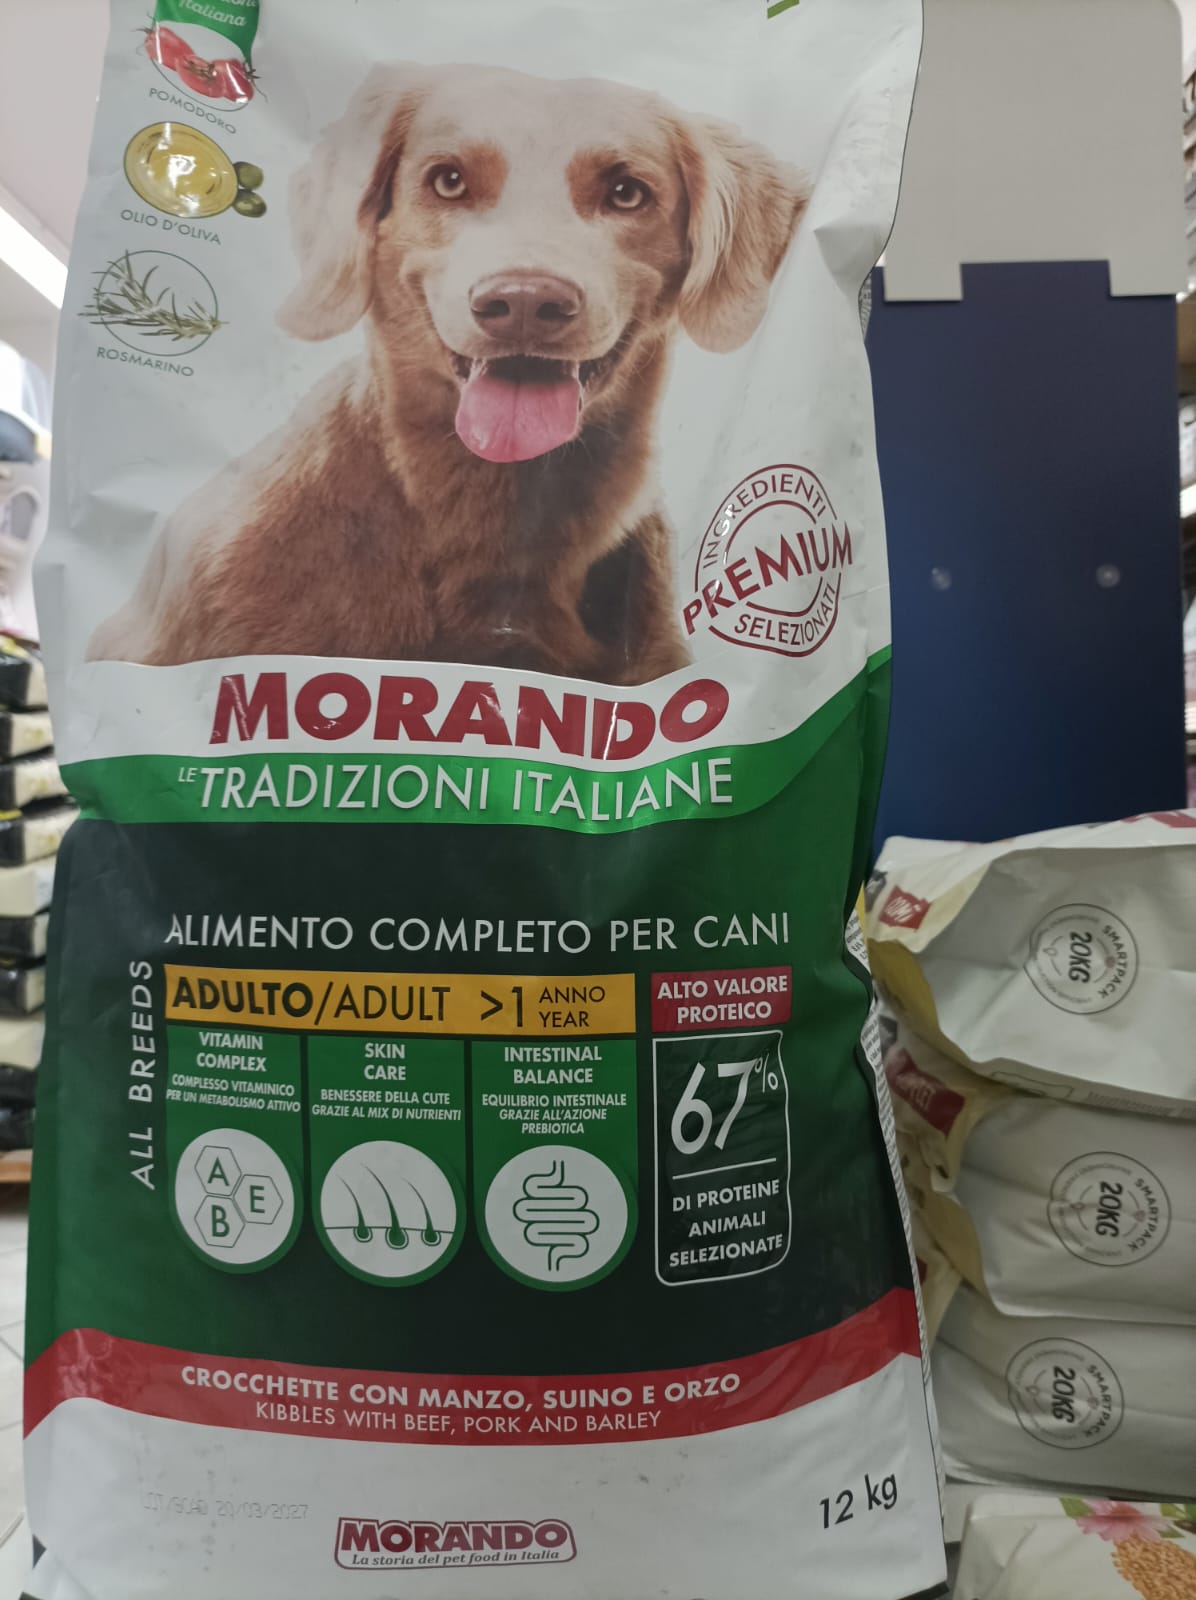 Italiana
POMODORO
OLIO D'OLIVA
ROSMARINO
INGREDIENTI
PREMIUM
SELEZIONATI
MORANDO
LE TRADIZIONI ITALIANE
ALIMENTO COMPLETO PER CANI
ALL BREEDS
ADULTO/ADULT >1 ANNO
YEAR
ALTO VALORE
PROTEICO
VITAMIN
COMPLEX
COMPLESSO VITAMINICO
PER UN METABOLISMO ATTIVO
A
B
E
SKIN
CARE
BENESSERE DELLA CUTE
GRAZIE AL MIX DI NUTRIENTI
INTESTINAL
BALANCE
EQUILIBRIO INTESTINALE
GRAZIE ALL'AZIONE
PREBIOTICA
67%
DI PROTEINE
ANIMALI
SELEZIONATE
CROCCHETTE CON MANZO, SUINO E ORZO
KIBBLES WITH BEEF, PORK AND BARLEY
20/03/2027
12 kg
MORANDO
La storia del pet food in Italia
SMARTPACK
20KG
SMARTPACK
20KG
SMARTPACK
20KG